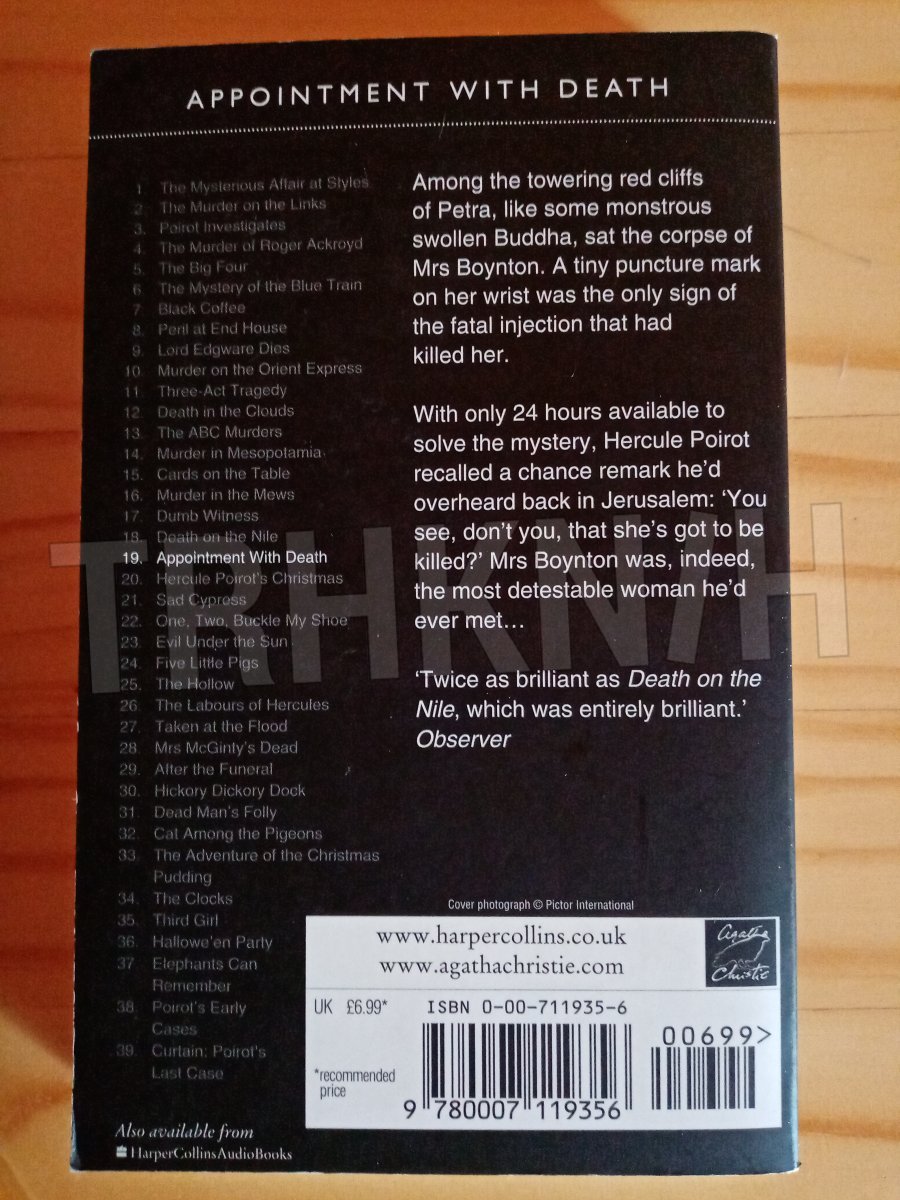 APPOINTMENT WITH DEATH
1. The Mysterious Affair at Styles
2. The Murder on the Links
3. Poirot Investigates
4. The Murder of Roger Ackroyd
5. The Big Four
6. The Mystery of the Blue Train
7. Black Coffee
8. Peril at End House
9. Lord Edgware Dies
10. Murder on the Orient Express
11. Three-Act Tragedy
12. Death in the Clouds
13. The ABC Murders
14. Murder in Mesopotamia
15. Cards on the Table
16. Murder in the Mews
17. Dumb Witness
18. Death on the Nile
19. Appointment With Death
20. Hercule Poirot's Christmas
21. Sad Cypress
22. One, Two, Buckle My Shoe
23. Evil Under the Sun
24. Five Little Pigs
25. The Hollow
26. The Labours of Hercules
27. Taken at the Flood
28. Mrs McGinty's Dead
29. After the Funeral
30. Hickory Dickory Dock
31. Dead Man's Folly
32. Cat Among the Pigeons
33. The Adventure of the Christmas
Pudding
34. The Clocks
35. Third Girl
36. Hallowe'en Party
37. Elephants Can
Remember
38. Poirot's Early
Cases
39. Curtain: Poirot's
Last Case
Also available from
HarperCollinsAudioBooks
Among the towering red cliffs
of Petra, like some monstrous
swollen Buddha, sat the corpse of
Mrs Boynton. A tiny puncture mark
on her wrist was the only sign of
the fatal injection that had
killed her.
With only 24 hours available to
solve the mystery, Hercule Poirot
recalled a chance remark he'd
overheard back in Jerusalem: 'You
see, don't you, that she's got to be
killed?' Mrs Boynton was, indeed,
the most detestable woman he'd
ever met...
'Twice as brilliant as Death on the
Nile, which was entirely brilliant.'
Observer
Cover photograph © Pictor International
www.harpercollins.co.uk
www.agathachristie.com
Agatha
Christie
UK £6.99*
*recommended
price
ISBN 0-00-711935-6
00699>
9 780007 119356
TRHKN/H